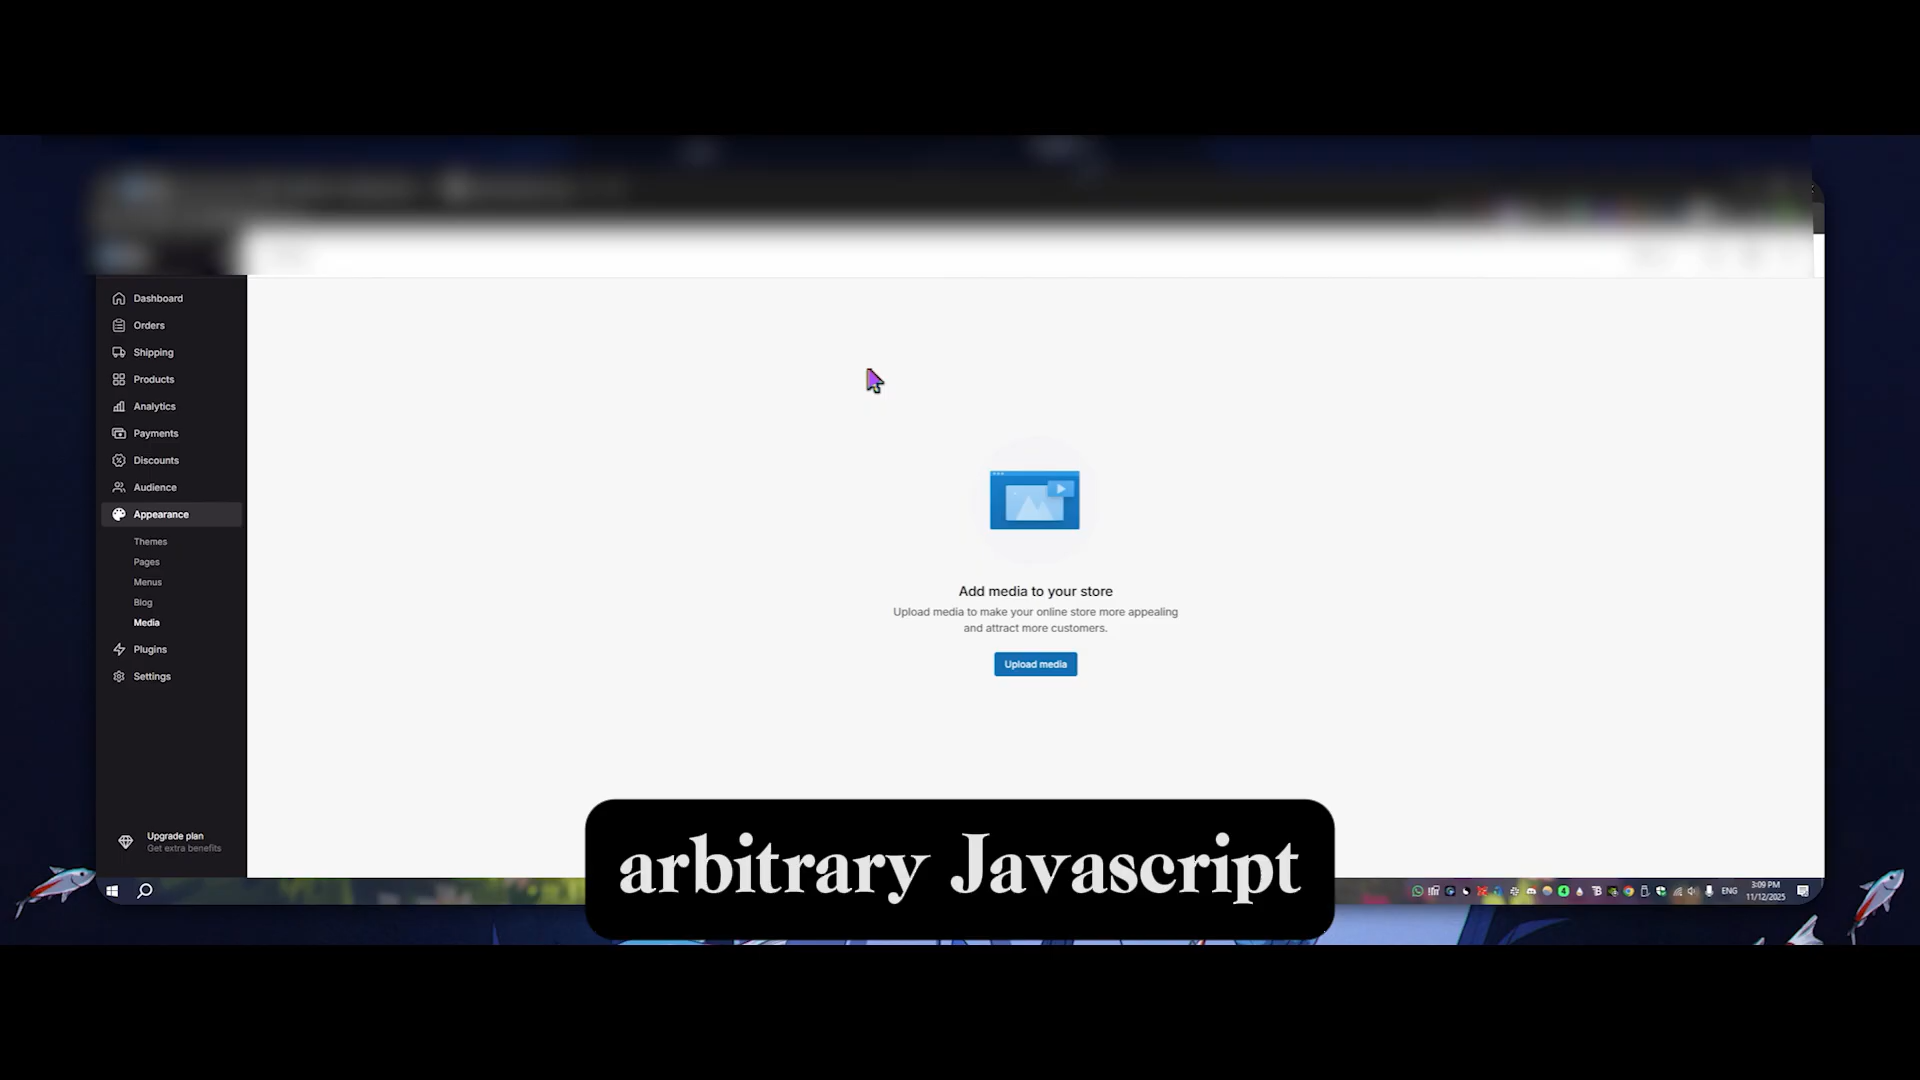 Dashboard
Orders
Shipping
Products
Analytics
Payments
Discounts
Audience
Appearance
Themes
Pages
Menus
Blog
Media
Plugins
Settings
Upgrade plan
Get extra benefits
Add media to your store
Upload media to make your online store more appealing
and attract more customers.
Upload media
arbitrary Javascript
ENG
3:09 PM
11/12/2025